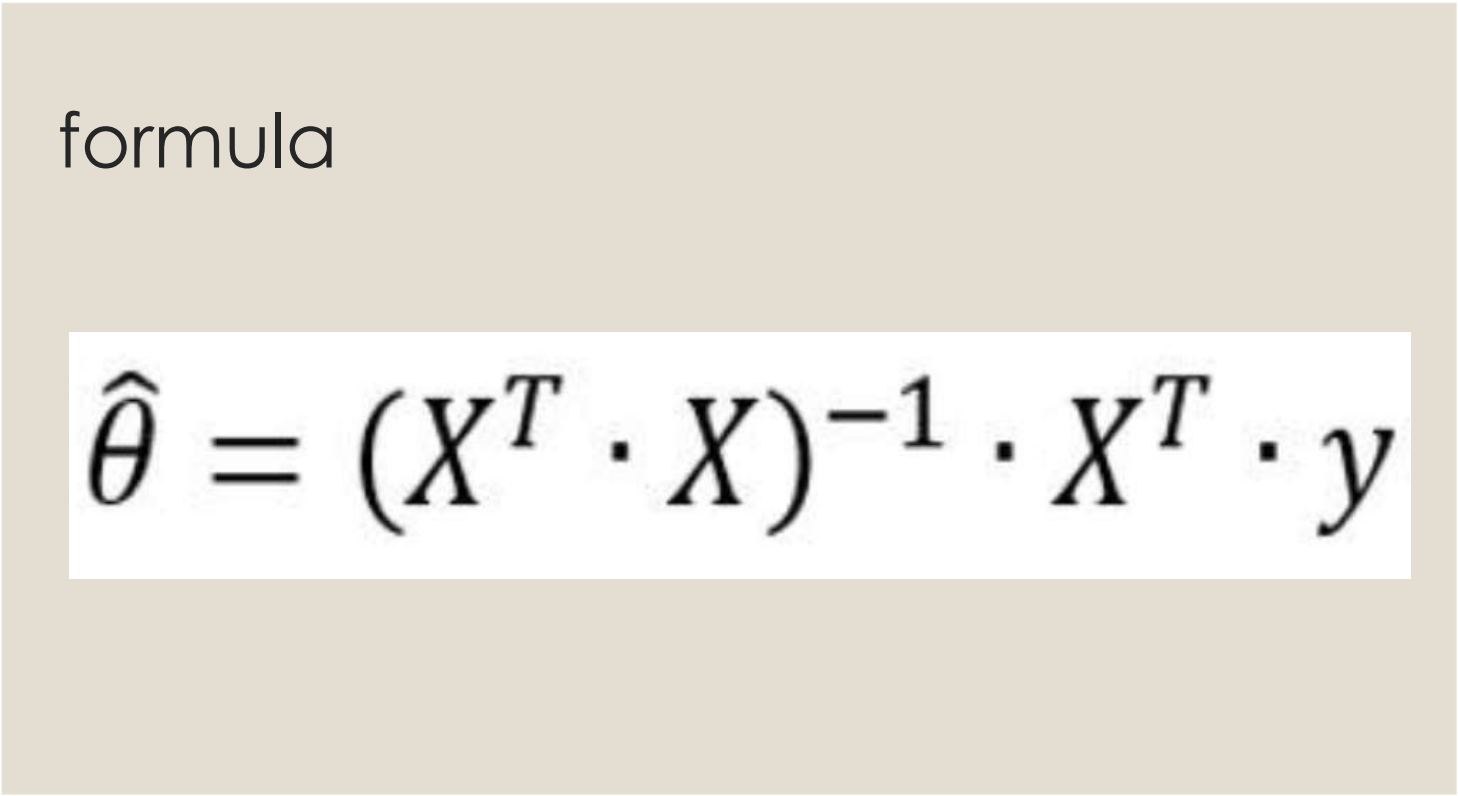 formula
θ̂ = (Xᵀ · X)⁻¹ · Xᵀ · y